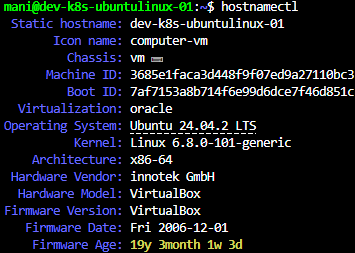 mani@dev-k8s-ubuntulinux-01:~$ hostnamectl
Static hostname: dev-k8s-ubuntulinux-01
Icon name: computer-vm
Chassis: vm
Machine ID: 3685e1faca3d448f9f07ed9a27110bc3
Boot ID: 7af7153a8b714f6e99d6dce7f46d851c
Virtualization: oracle
Operating System: Ubuntu 24.04.2 LTS
Kernel: Linux 6.8.0-101-generic
Architecture: x86-64
Hardware Vendor: innotek GmbH
Hardware Model: VirtualBox
Firmware Version: VirtualBox
Firmware Date: Fri 2006-12-01
Firmware Age: 19y 3month 1w 3d